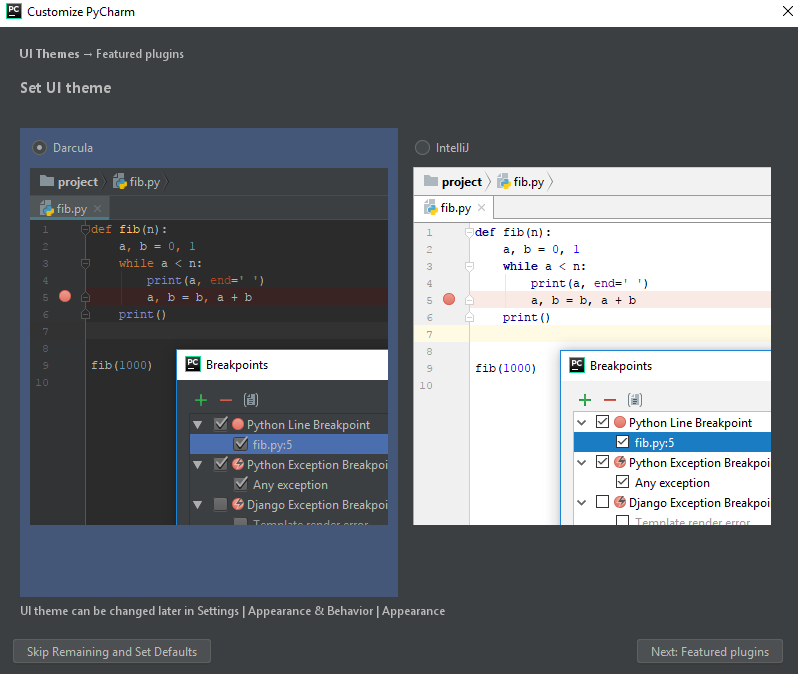 PC Customize PyCharm
UI Themes → Featured plugins
Set UI theme
Darcula
project fib.py
fib.py
1 def fib(n):
2 a, b = 0, 1
3 while a < n:
4 print(a, end=' ')
5 a, b = b, a + b
6 print()
7
8
9 fib(1000)
10
PC Breakpoints
Python Line Breakpoint
fib.py:5
Python Exception Breakpoi
Any exception
Django Exception Breakpoi
Template render error
IntelliJ
project fib.py
fib.py
1 def fib(n):
2 a, b = 0, 1
3 while a < n:
4 print(a, end=' ')
5 a, b = b, a + b
6 print()
7
8
9 fib(1000)
10
PC Breakpoints
Python Line Breakpoint
fib.py:5
Python Exception Breakpoi
Any exception
Django Exception Breakpoi
Template render error
UI theme can be changed later in Settings | Appearance & Behavior | Appearance
Skip Remaining and Set Defaults
Next: Featured plugins